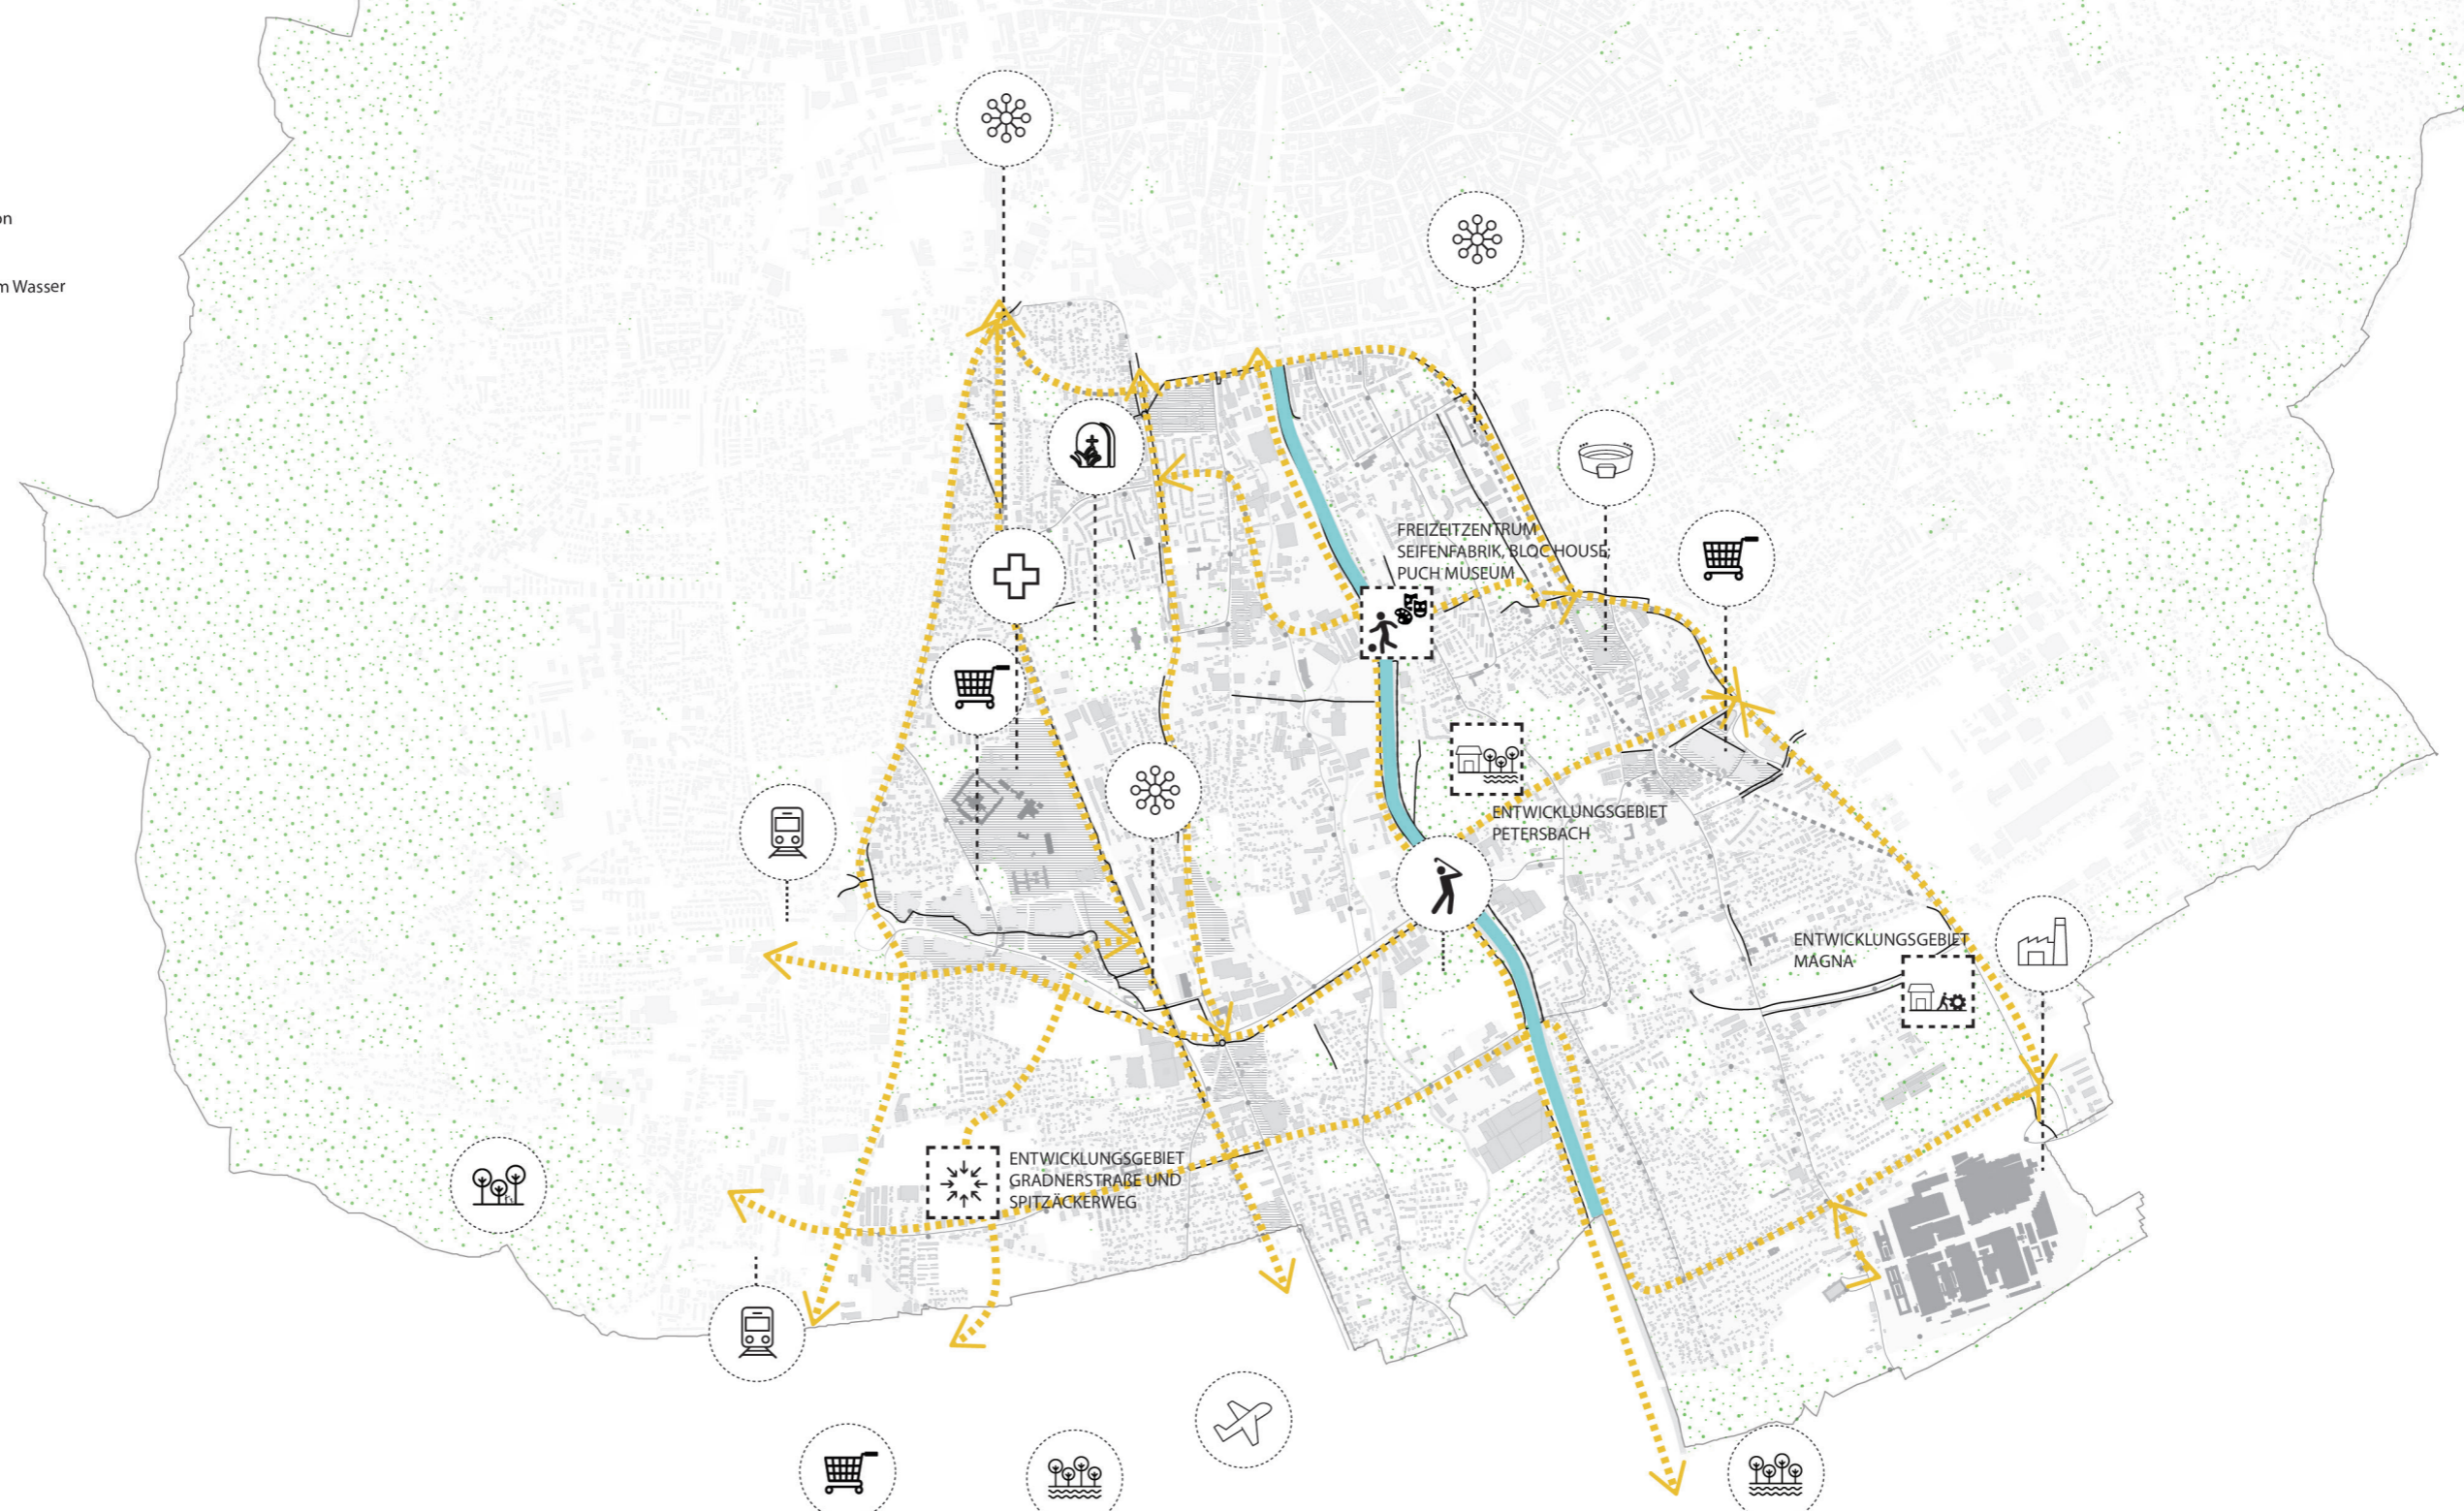 on
m Wasser
FREIZEITZENTRUM
SEIFENFABRIK, BLOC HOUSE,
PUCH MUSEUM
ENTWICKLUNGSGEBIET
PETERSBACH
ENTWICKLUNGSGEBIET
MAGNA
ENTWICKLUNGSGEBIET
GRADNERSTRAßE UND
SPITZÄCKERWEG